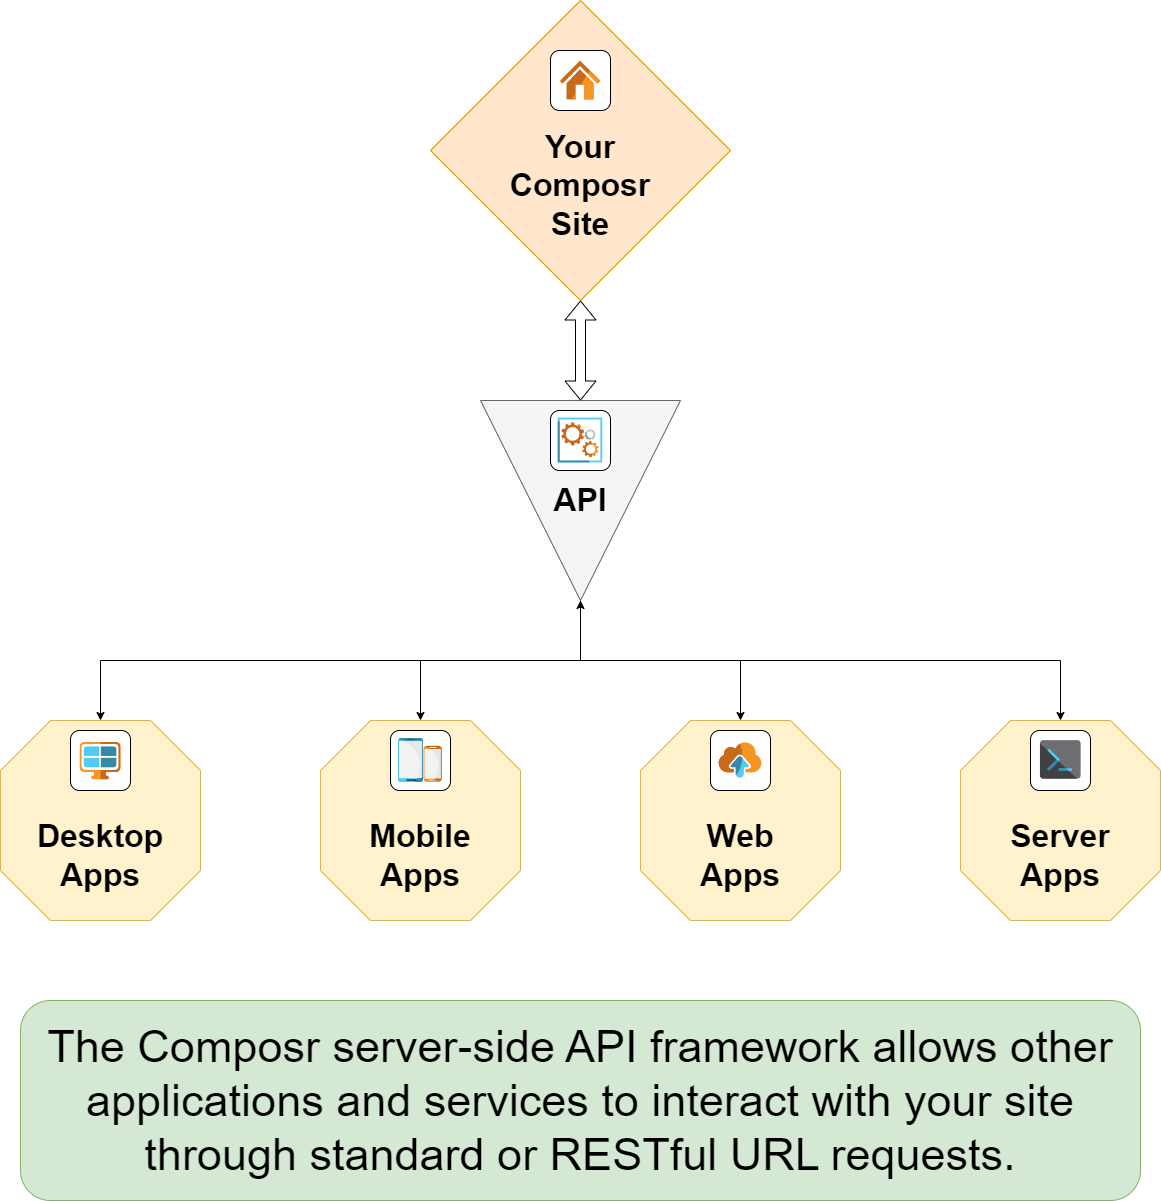 Your
Composr
Site
API
Desktop
Apps
Mobile
Apps
Web
Apps
Server
Apps
The Composr server-side API framework allows other
applications and services to interact with your site
through standard or RESTful URL requests.